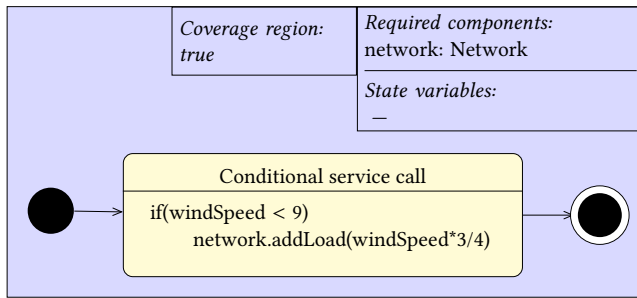 Coverage region:
true
Required components:
network: Network
State variables:
—
Conditional service call
if(windSpeed < 9)
network.addLoad(windSpeed*3/4)